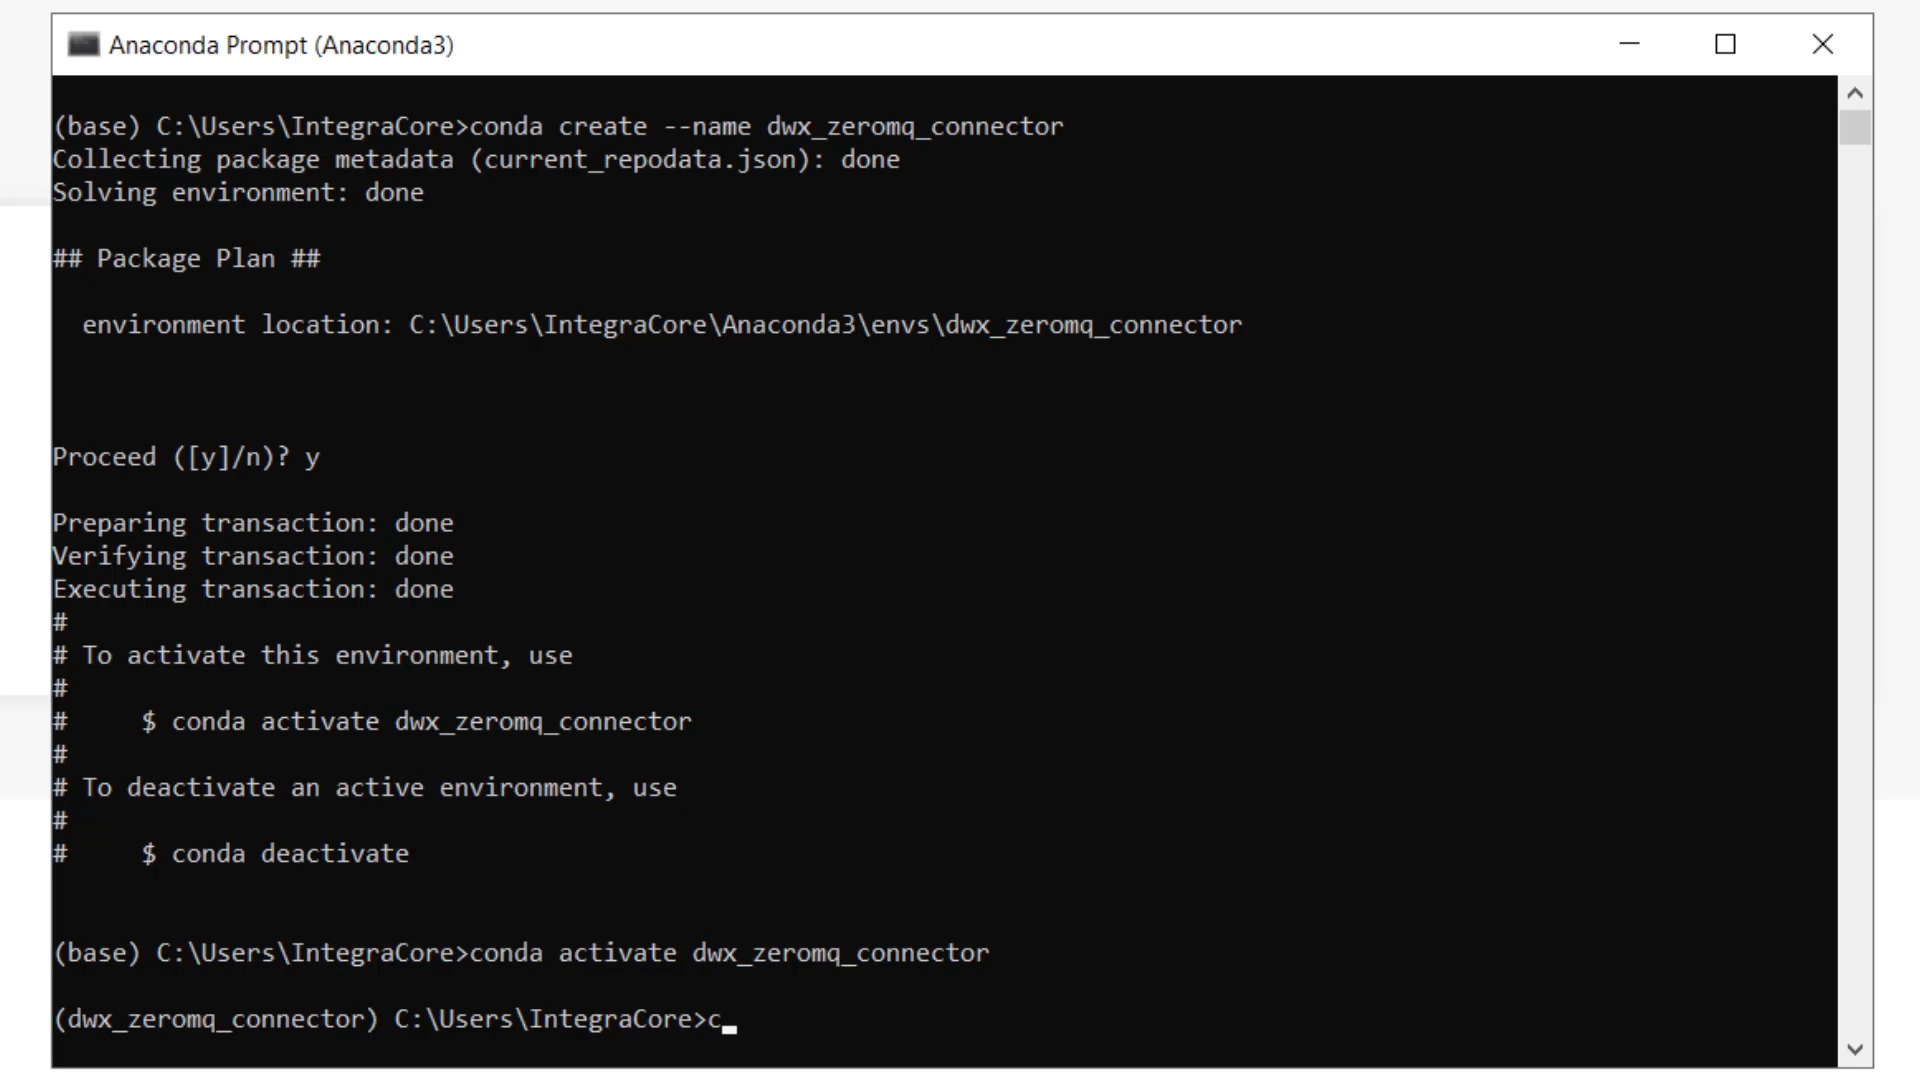 Anaconda Prompt (Anaconda3)
(base) C:\Users\IntegraCore>conda create --name dwx_zeromq_connector
Collecting package metadata (current_repodata.json): done
Solving environment: done
## Package Plan ##
environment location: C:\Users\IntegraCore\Anaconda3\envs\dwx_zeromq_connector
Proceed ([y]/n)? y
Preparing transaction: done
Verifying transaction: done
Executing transaction: done
#
# To activate this environment, use
#
#     $ conda activate dwx_zeromq_connector
#
# To deactivate an active environment, use
#
#     $ conda deactivate
(base) C:\Users\IntegraCore>conda activate dwx_zeromq_connector
(dwx_zeromq_connector) C:\Users\IntegraCore>c_